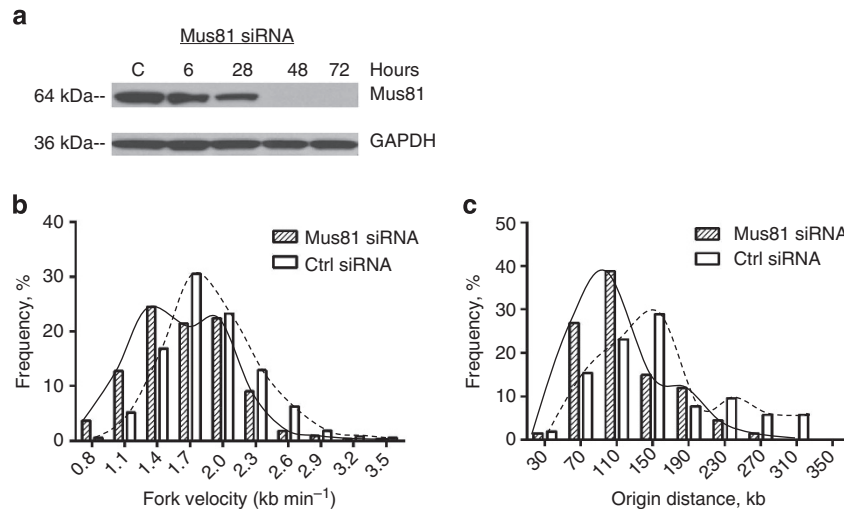 a
Mus81 siRNA
C 6 28 48 72 Hours
64 kDa-- Mus81
36 kDa-- GAPDH
b
40
30
20
10
0
Frequency, %
Mus81 siRNA
Ctrl siRNA
0.8 1.1 1.4 1.7 2.0 2.3 2.6 2.9 3.2 3.5
Fork velocity (kb min⁻¹)
c
50
40
30
20
10
0
Frequency, %
Mus81 siRNA
Ctrl siRNA
30 70 110 150 190 230 270 310 350
Origin distance, kb